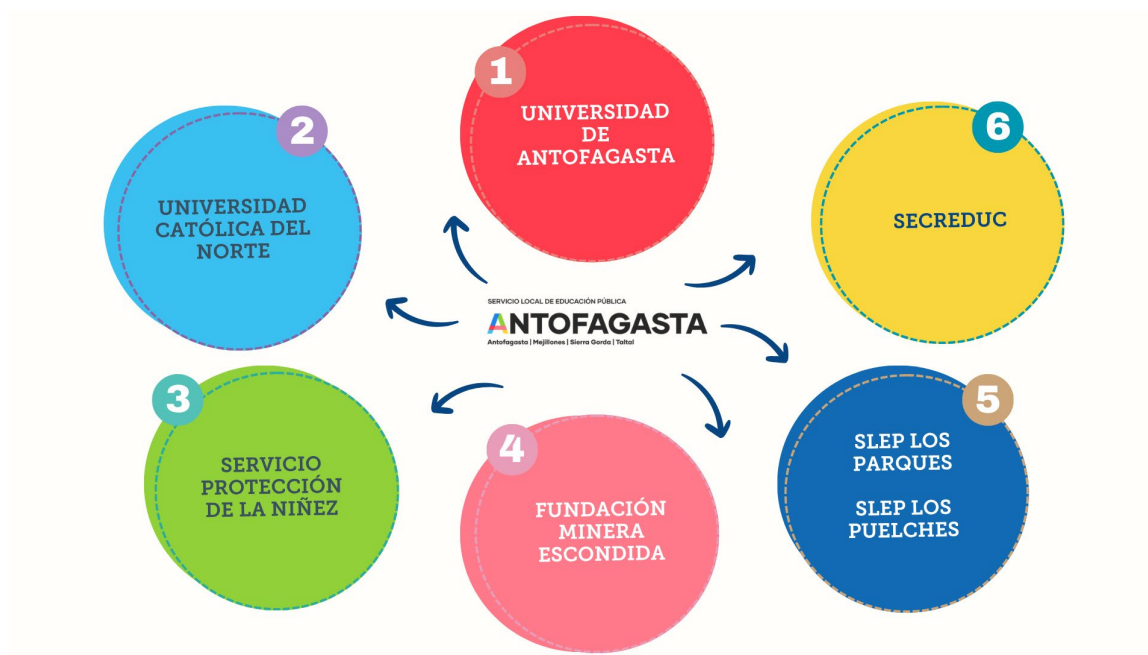 1
UNIVERSIDAD
DE
ANTOFAGASTA
2
UNIVERSIDAD
CATÓLICA DEL
NORTE
6
SECREDUC
SERVICIO LOCAL DE EDUCACIÓN PÚBLICA
ANTOFAGASTA
Antofagasta | Mejillones | Sierra Gorda | Taltal
3
SERVICIO
PROTECCIÓN
DE LA NIÑEZ
4
FUNDACIÓN
MINERA
ESCONDIDA
5
SLEP LOS
PARQUES
SLEP LOS
PUELCHES